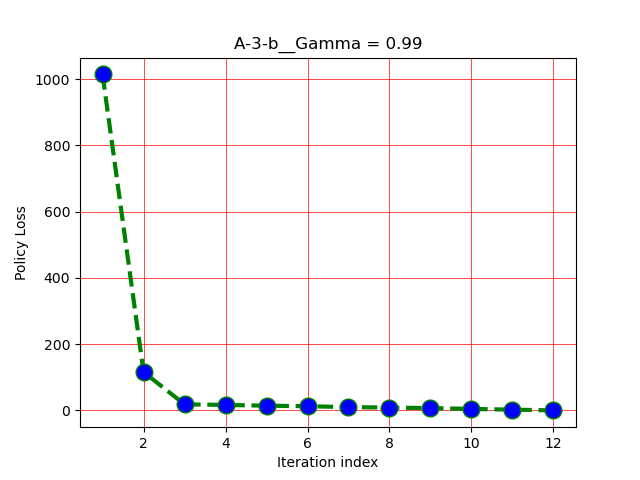 A-3-b__Gamma = 0.99
Policy Loss
1000
800
600
400
200
0
2 4 6 8 10 12
Iteration index